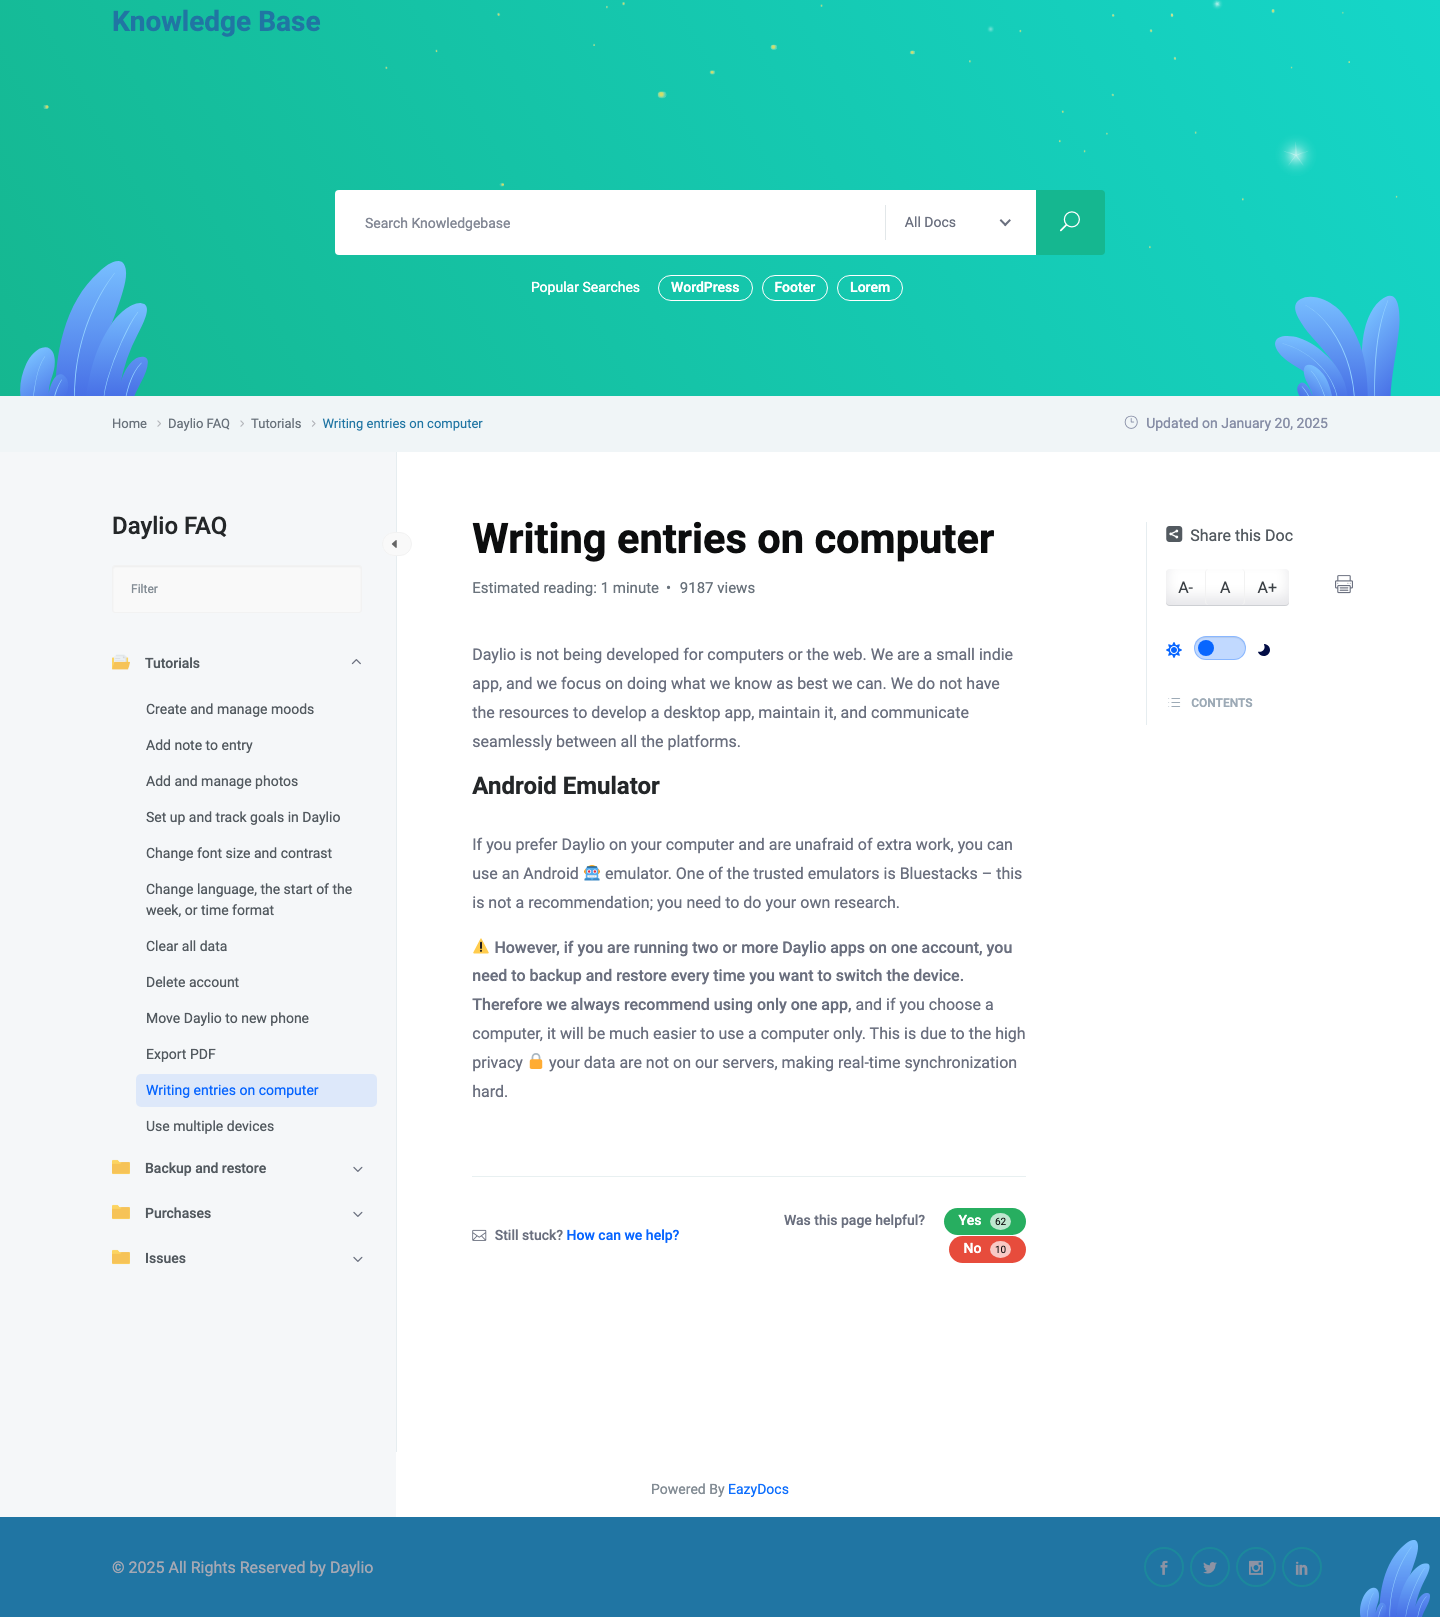 Knowledge Base
Search Knowledgebase
All Docs
Popular Searches
WordPress
Footer
Lorem
Home
Daylio FAQ
Tutorials
Writing entries on computer
Updated on January 20, 2025
Daylio FAQ
Filter
Tutorials
Create and manage moods
Add note to entry
Add and manage photos
Set up and track goals in Daylio
Change font size and contrast
Change language, the start of the
week, or time format
Clear all data
Delete account
Move Daylio to new phone
Export PDF
Writing entries on computer
Use multiple devices
Backup and restore
Purchases
Issues
Writing entries on computer
Estimated reading: 1 minute • 9187 views
Daylio is not being developed for computers or the web. We are a small indie
app, and we focus on doing what we know as best we can. We do not have
the resources to develop a desktop app, maintain it, and communicate
seamlessly between all the platforms.
Android Emulator
If you prefer Daylio on your computer and are unafraid of extra work, you can
use an Android 🤖 emulator. One of the trusted emulators is Bluestacks – this
is not a recommendation; you need to do your own research.
⚠️ However, if you are running two or more Daylio apps on one account, you
need to backup and restore every time you want to switch the device.
Therefore we always recommend using only one app, and if you choose a
computer, it will be much easier to use a computer only. This is due to the high
privacy 🔒 your data are not on our servers, making real-time synchronization
hard.
Still stuck? How can we help?
Was this page helpful?
Yes 62
No 10
Share this Doc
A-
A
A+
CONTENTS
Powered By EazyDocs
© 2025 All Rights Reserved by Daylio